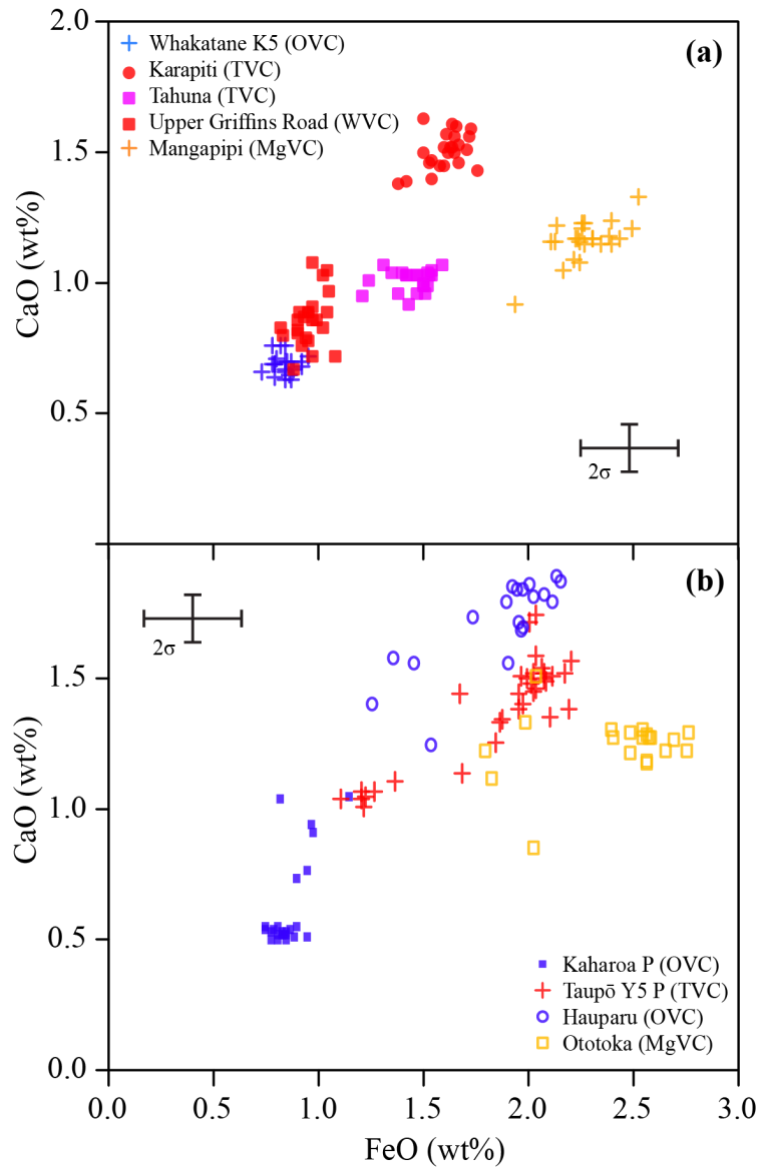 2.0
(a)
Whakatane K5 (OVC)
Karapiti (TVC)
Tahuna (TVC)
Upper Griffins Road (WVC)
Mangapipi (MgVC)
1.5
CaO (wt%)
1.0
0.5
2σ
(b)
2σ
1.5
CaO (wt%)
1.0
0.5
Kaharoa P (OVC)
Taupō Y5 P (TVC)
Hauparu (OVC)
Ototoka (MgVC)
0.0
0.0 0.5 1.0 1.5 2.0 2.5 3.0
FeO (wt%)